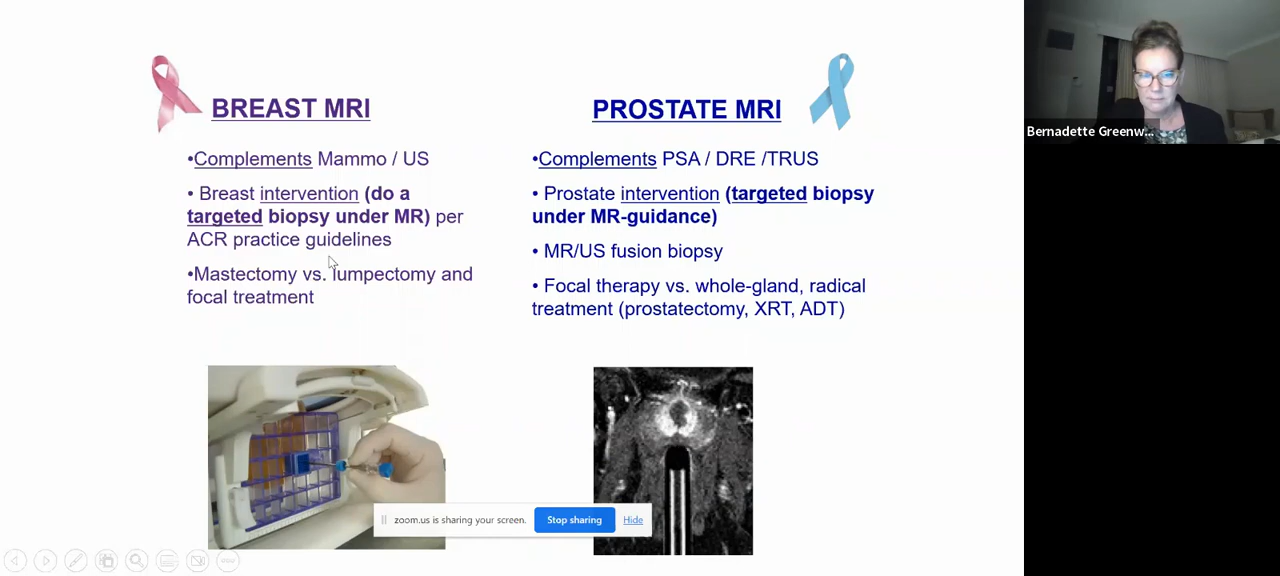 BREAST MRI
•Complements Mammo / US
• Breast intervention (do a
targeted biopsy under MR) per
ACR practice guidelines
•Mastectomy vs. lumpectomy and
focal treatment
PROSTATE MRI
•Complements PSA / DRE /TRUS
• Prostate intervention (targeted biopsy
under MR-guidance)
• MR/US fusion biopsy
• Focal therapy vs. whole-gland, radical
treatment (prostatectomy, XRT, ADT)
zoom.us is sharing your screen.
Stop sharing
Hide
Bernadette Greenw...